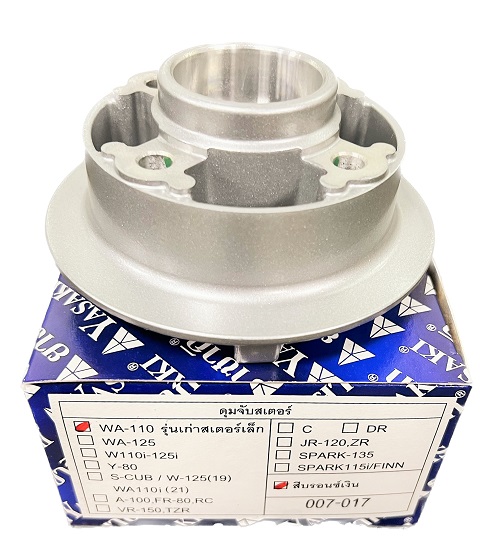 YASAKI
ดุมจับสเตอร์
WA-110 รุ่นเก่าสเตอร์เล็ก
WA-125
W110i-125i
Y-80
S-CUB / W-125(19)
WA110i (21)
A-100,FR-80,RC
VR-150,TZR
C DR
JR-120,ZR
SPARK-135
SPARK115i/FINN
สีบรอนซ์เงิน
007-017